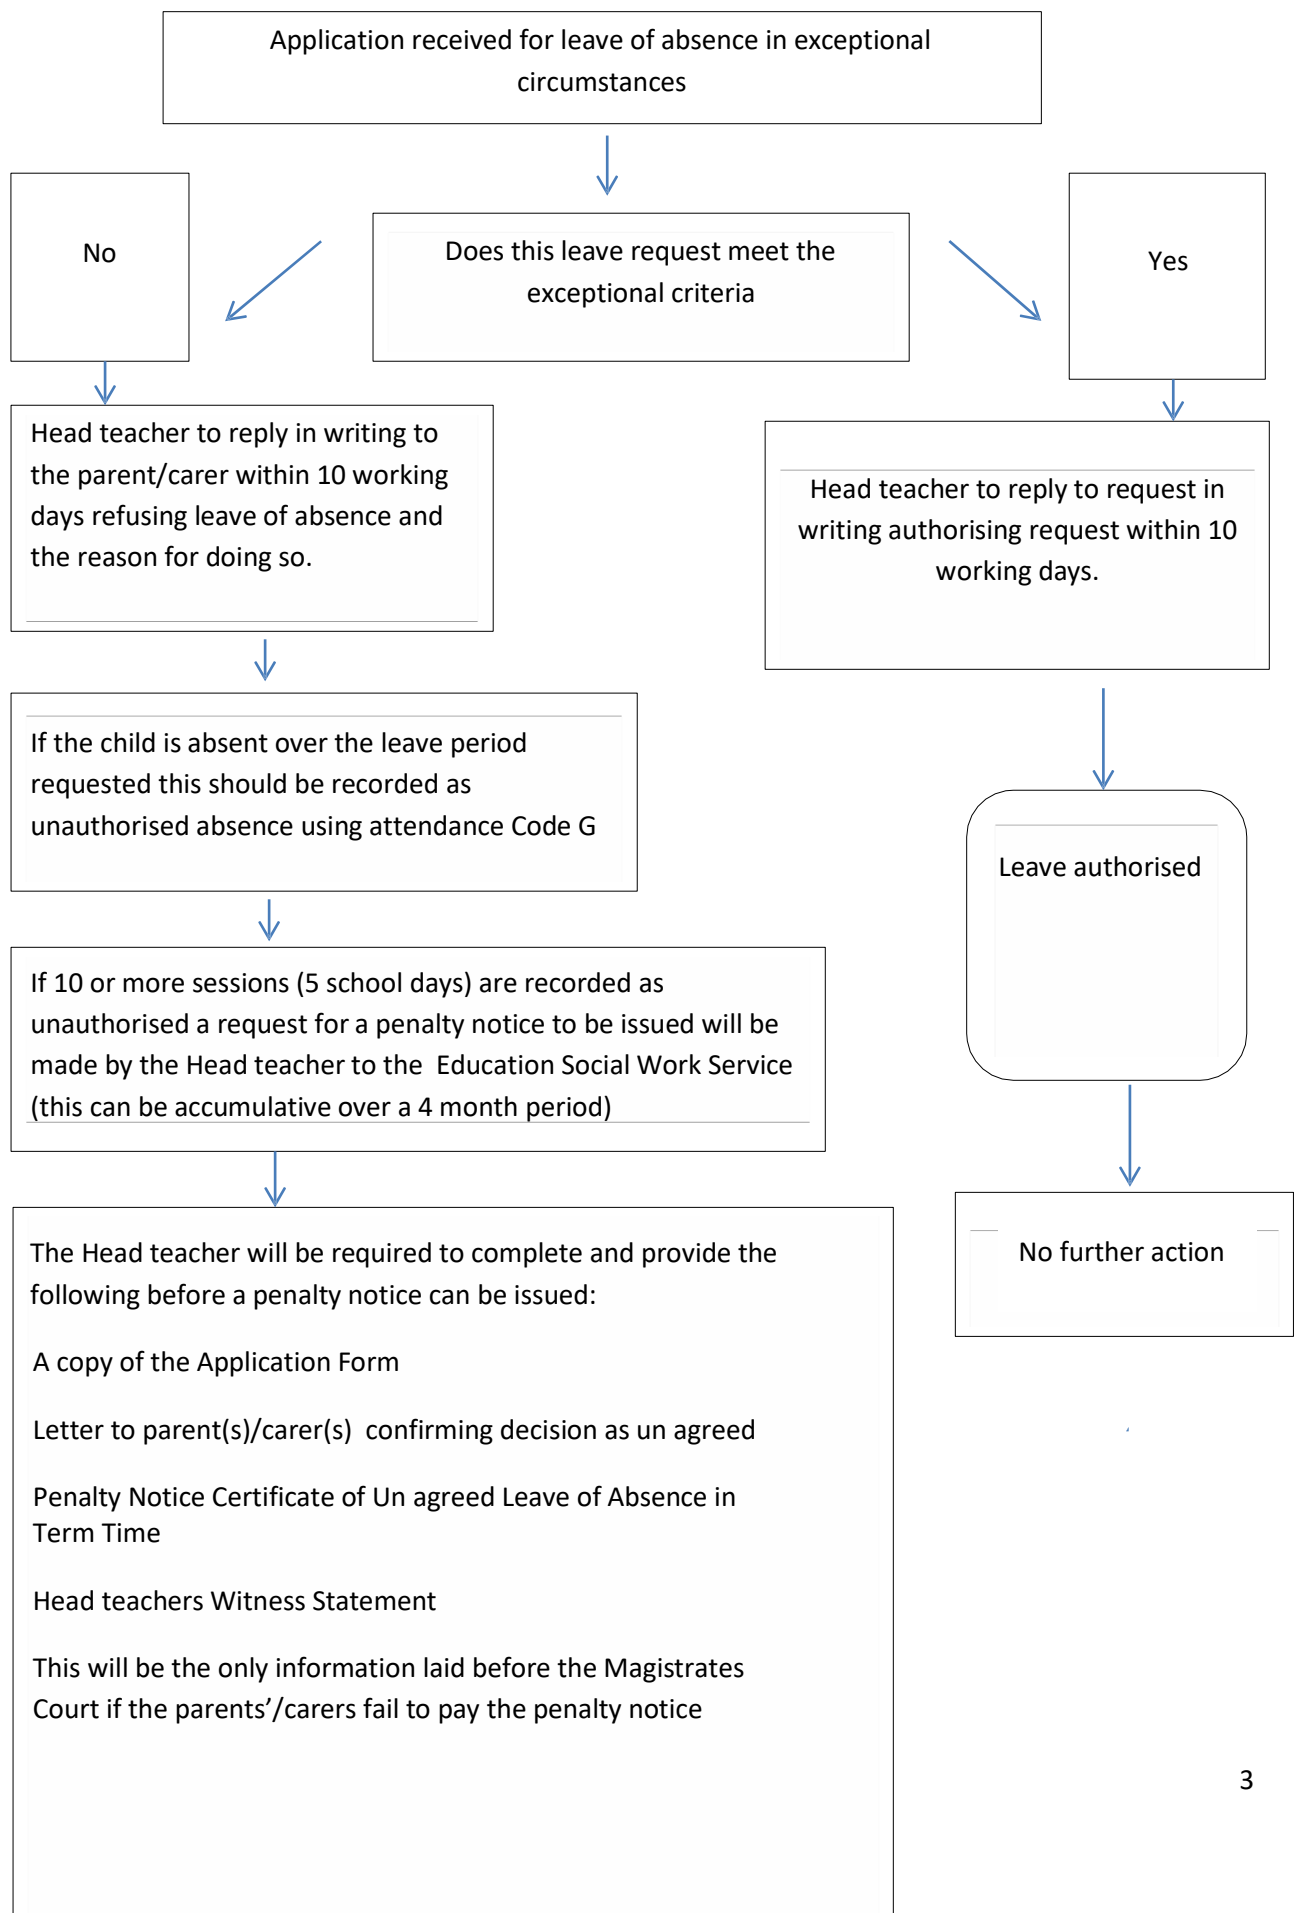 Application received for leave of absence in exceptional
circumstances
No
Does this leave request meet the
exceptional criteria
Yes
Head teacher to reply in writing to
the parent/carer within 10 working
days refusing leave of absence and
the reason for doing so.
Head teacher to reply to request in
writing authorising request within 10
working days.
If the child is absent over the leave period
requested this should be recorded as
unauthorised absence using attendance Code G
Leave authorised
If 10 or more sessions (5 school days) are recorded as
unauthorised a request for a penalty notice to be issued will be
made by the Head teacher to the  Education Social Work Service
(this can be accumulative over a 4 month period)
No further action
The Head teacher will be required to complete and provide the
following before a penalty notice can be issued:
A copy of the Application Form
Letter to parent(s)/carer(s)  confirming decision as un agreed
Penalty Notice Certificate of Un agreed Leave of Absence in
Term Time
Head teachers Witness Statement
This will be the only information laid before the Magistrates
Court if the parents’/carers fail to pay the penalty notice
3